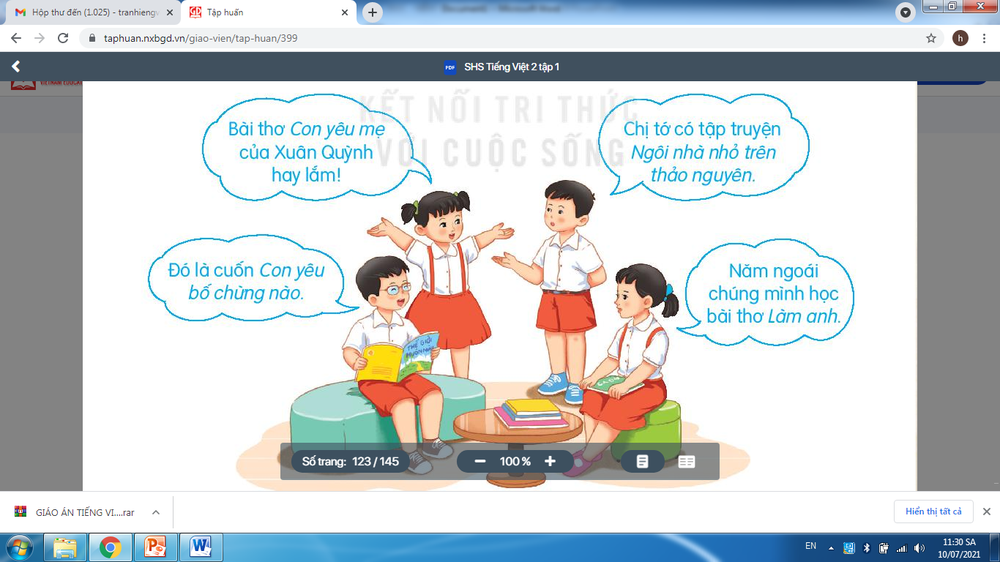 Hộp thư đến (1.025) - tranhieng
Tập huấn
taphuan.nxbgd.vn/giao-vien/tap-huan/399
h
PDF SHS Tiếng Việt 2 tập 1
KẾT NỐI TRI THỨC
VỚI CUỘC SỐNG
Bài thơ Con yêu mẹ
của Xuân Quỳnh
hay lắm!
Chị tớ có tập truyện
Ngôi nhà nhỏ trên
thảo nguyên.
Đó là cuốn Con yêu
bố chừng nào.
Năm ngoái
chúng mình học
bài thơ Làm anh.
THẾ GIỚI
MUÔN MÀU
CA DAO
Số trang: 123 / 145
100 %
GIÁO ÁN TIẾNG VI....rar
Hiển thị tất cả
EN
11:30 SA
10/07/2021